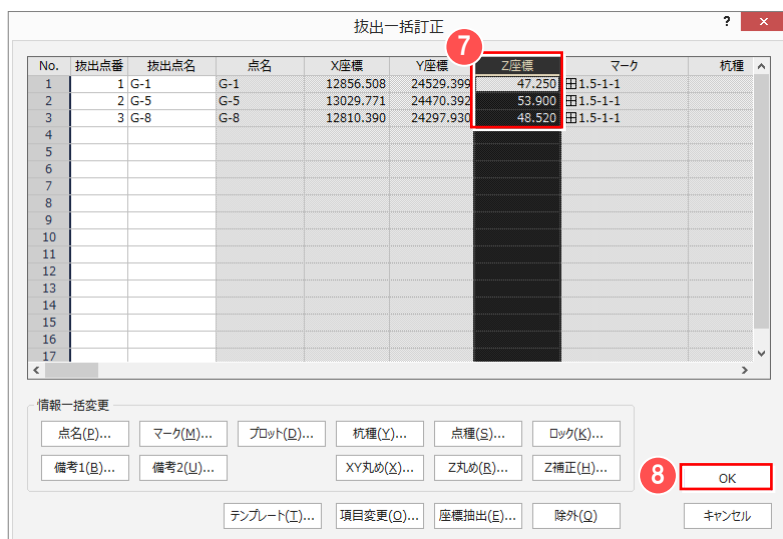 抜出一括訂正 ? ×
7
No. 抜出点番 抜出点名 点名 X座標 Y座標 Z座標 マーク 杭種
1 1 G-1 G-1 12856.508 24529.399 47.250 田1.5-1-1
2 2 G-5 G-5 13029.771 24470.392 53.900 田1.5-1-1
3 3 G-8 G-8 12810.390 24297.930 48.520 田1.5-1-1
4
5
6
7
8
9
10
11
12
13
14
15
16
17
情報一括変更
点名(P)... マーク(M)... プロット(D)... 杭種(Y)... 点種(S)... ロック(K)...
備考1(B)... 備考2(U)... XY丸め(X)... Z丸め(R)... Z補正(H)...
8 OK
テンプレート(T)... 項目変更(O)... 座標抽出(E)... 除外(Q) キャンセル